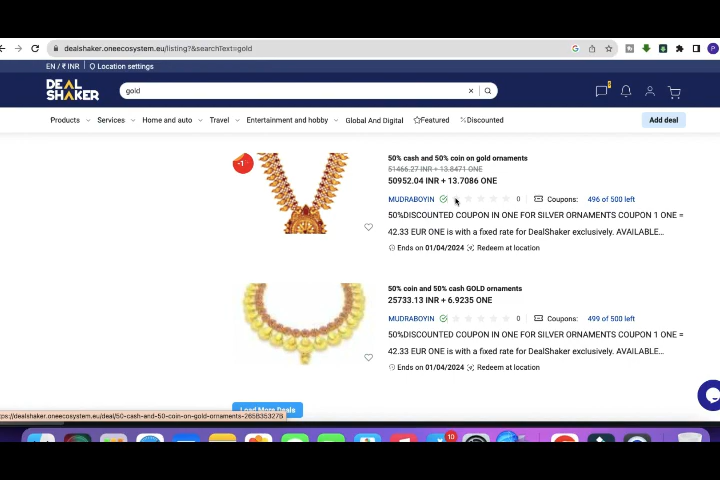 dealshaker.oneecosystem.eu/listing?&searchText=gold
EN / ₹ INR
Location settings
DEAL
SHAKER
gold
Products
Services
Home and auto
Travel
Entertainment and hobby
Global And Digital
Featured
Discounted
Add deal
-1
50% cash and 50% coin on gold ornaments
51466.27 INR + 13.8471 ONE
50952.04 INR + 13.7086 ONE
MUDRABOYIN
0
Coupons: 496 of 500 left
50%DISCOUNTED COUPON IN ONE FOR SILVER ORNAMENTS COUPON 1 ONE =
42.33 EUR ONE is with a fixed rate for DealShaker exclusively. AVAILABLE...
Ends on 01/04/2024
Redeem at location
50% coin and 50% cash GOLD ornaments
25733.13 INR + 6.9235 ONE
MUDRABOYIN
0
Coupons: 499 of 500 left
50%DISCOUNTED COUPON IN ONE FOR SILVER ORNAMENTS COUPON 1 ONE =
42.33 EUR ONE is with a fixed rate for DealShaker exclusively. AVAILABLE...
Ends on 01/04/2024
Redeem at location
Load More Deals
ps://dealshaker.oneecosystem.eu/deal/50-cash-and-50-coin-on-gold-ornaments-2658353278
10
P